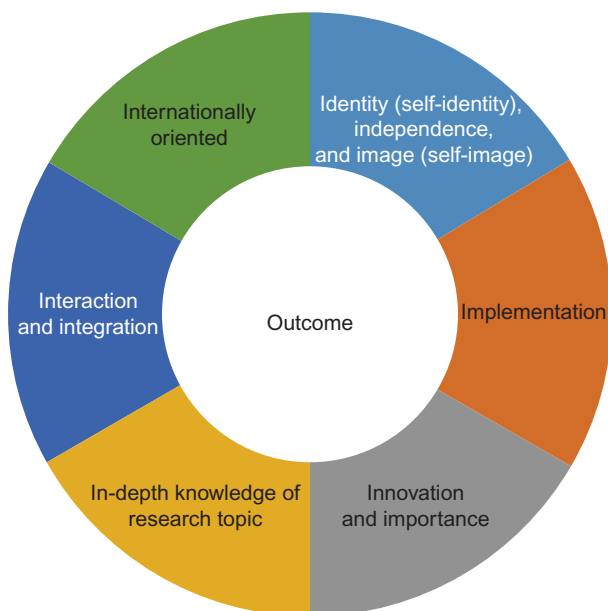 Internationally
oriented
Identity (self-identity),
independence,
and image (self-image)
Interaction
and integration
Outcome
Implementation
In-depth knowledge of
research topic
Innovation
and importance